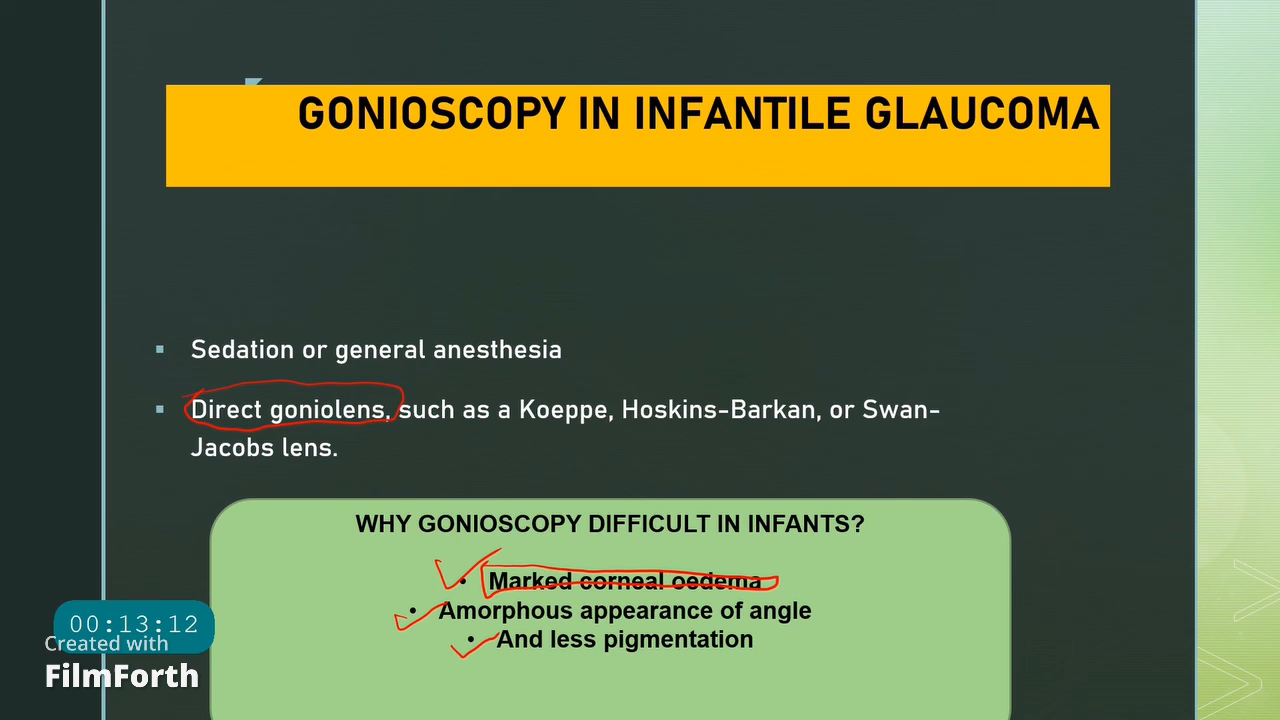 GONIOSCOPY IN INFANTILE GLAUCOMA
▪ Sedation or general anesthesia
▪ Direct goniolens, such as a Koeppe, Hoskins-Barkan, or Swan-
Jacobs lens.
WHY GONIOSCOPY DIFFICULT IN INFANTS?
• Marked corneal oedema
• Amorphous appearance of angle
• And less pigmentation
00:13:12
Created with
FilmForth